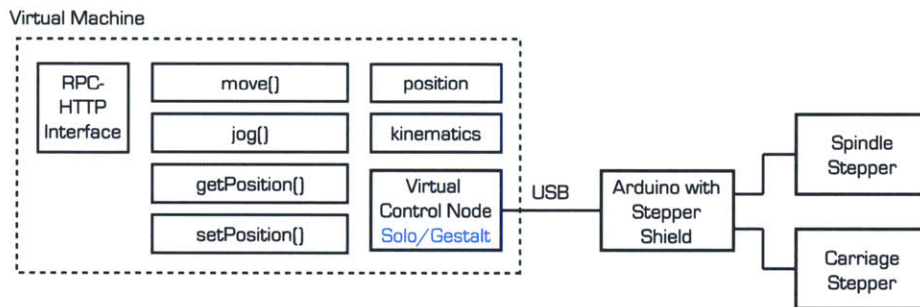 Virtual Machine
RPC-
HTTP
Interface
move()
jog()
getPosition()
setPosition()
position
kinematics
Virtual
Control Node
Solo/Gestalt
USB
Arduino with
Stepper
Shield
Spindle
Stepper
Carriage
Stepper